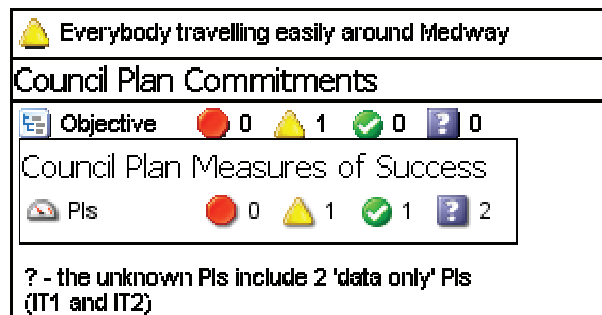 Everybody travelling easily around Medway
Council Plan Commitments
Objective 0 1 0 ? 0
Council Plan Measures of Success
PIs 0 1 1 ? 2
? - the unknown PIs include 2 'data only' PIs
(IT1 and IT2)